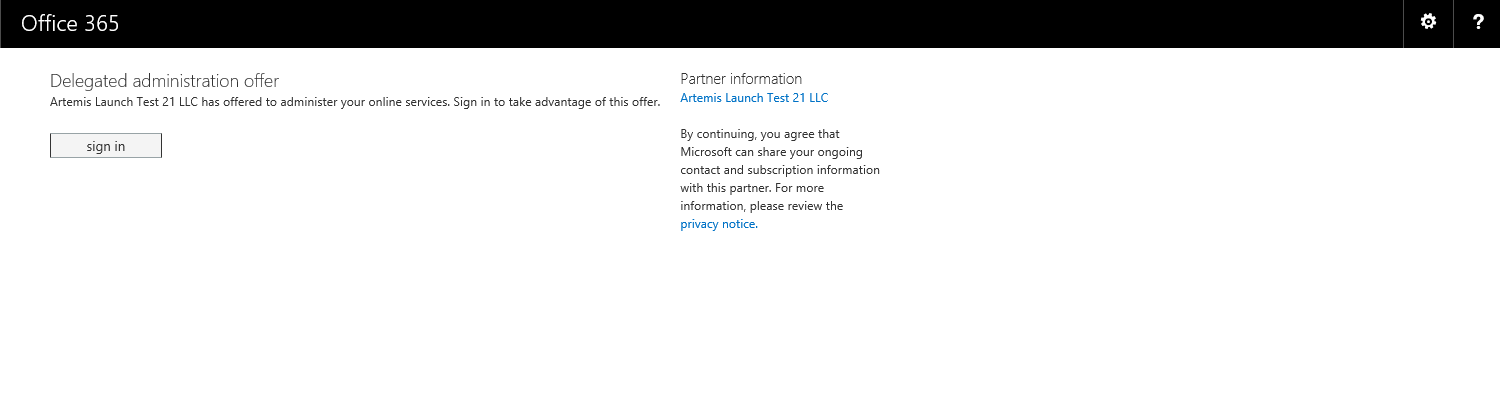 Office 365
?
Delegated administration offer
Artemis Launch Test 21 LLC has offered to administer your online services. Sign in to take advantage of this offer.
sign in
Partner information
Artemis Launch Test 21 LLC
By continuing, you agree that
Microsoft can share your ongoing
contact and subscription information
with this partner. For more
information, please review the
privacy notice.